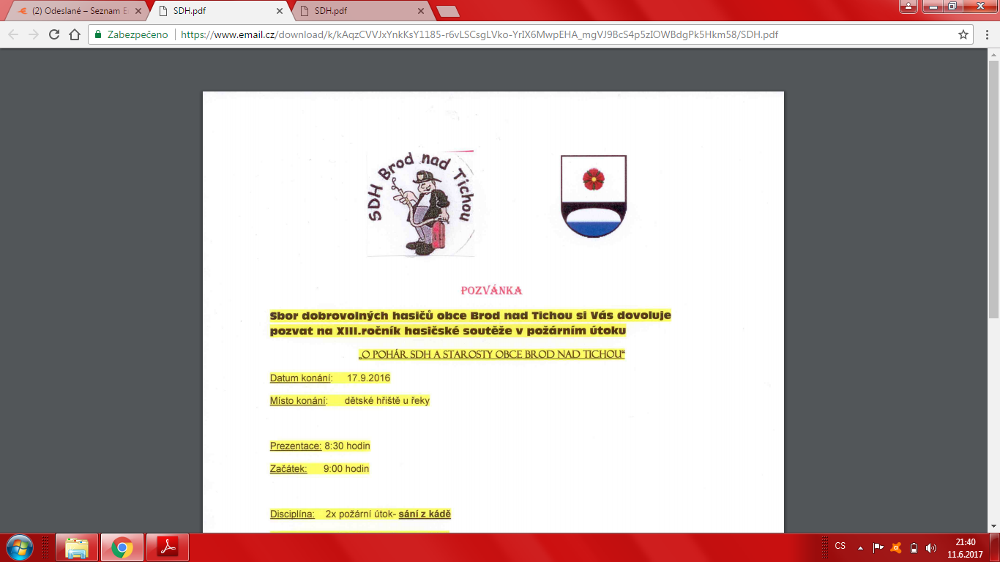 (2) Odeslané – Seznam E
SDH.pdf
SDH.pdf
Zabezpečeno
https://www.email.cz/download/k/kAqzCVVJxYnkKsY1185-r6vLSCsgLVko-YrIX6MwpEHA_mgVJ9BcS4p5zIOWBdgPk5Hkm58/SDH.pdf
SDH Brod nad Tichou
POZVÁNKA
Sbor dobrovolných hasičů obce Brod nad Tichou si Vás dovoluje
pozvat na XIII.ročník hasičské soutěže v požárním útoku
„O POHÁR SDH A STAROSTY OBCE BROD NAD TICHOU“
Datum konání: 17.9.2016
Místo konání: dětské hřiště u řeky
Prezentace: 8:30 hodin
Začátek: 9:00 hodin
Disciplína: 2x požární útok- sání z kádě
CS
21:40
11.6.2017